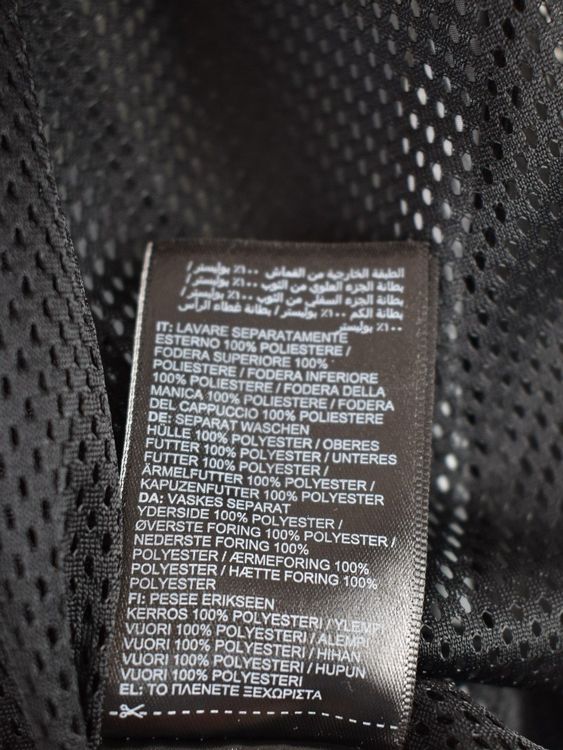 الطبقة الخارجية من القماش ١٠٠٪ بوليستر/
بطانة الجزء العلوي من الثوب ١٠٠٪ بوليستر/
بطانة الجزء السفلي من الثوب ١٠٠٪ بوليستر/
بطانة الكم ١٠٠٪ بوليستر/ بطانة غطاء الرأس
١٠٠٪ بوليستر
IT: LAVARE SEPARATAMENTE
ESTERNO 100% POLIESTERE /
FODERA SUPERIORE 100%
POLIESTERE / FODERA INFERIORE
100% POLIESTERE / FODERA DELLA
MANICA 100% POLIESTERE / FODERA
DEL CAPPUCCIO 100% POLIESTERE
DE: SEPARAT WASCHEN
HÜLLE 100% POLYESTER / OBERES
FUTTER 100% POLYESTER / UNTERES
FUTTER 100% POLYESTER /
ÄRMELFUTTER 100% POLYESTER /
KAPUZENFUTTER 100% POLYESTER
DA: VASKES SEPARAT
YDERSIDE 100% POLYESTER /
ØVERSTE FORING 100% POLYESTER /
NEDERSTE FORING 100%
POLYESTER / ÆRMEFORING 100%
POLYESTER / HÆTTE FORING 100%
POLYESTER
FI: PESEE ERIKSEEN
KERROS 100% POLYESTERI / YLEMP
VUORI 100% POLYESTERI / ALEMP
VUORI 100% POLYESTERI / HIHAN
VUORI 100% POLYESTERI / HUPUN
VUORI 100% POLYESTERI
EL: ΤΟ ΠΛΕΝΕΤΕ ΞΕΧΩΡΙΣΤΑ